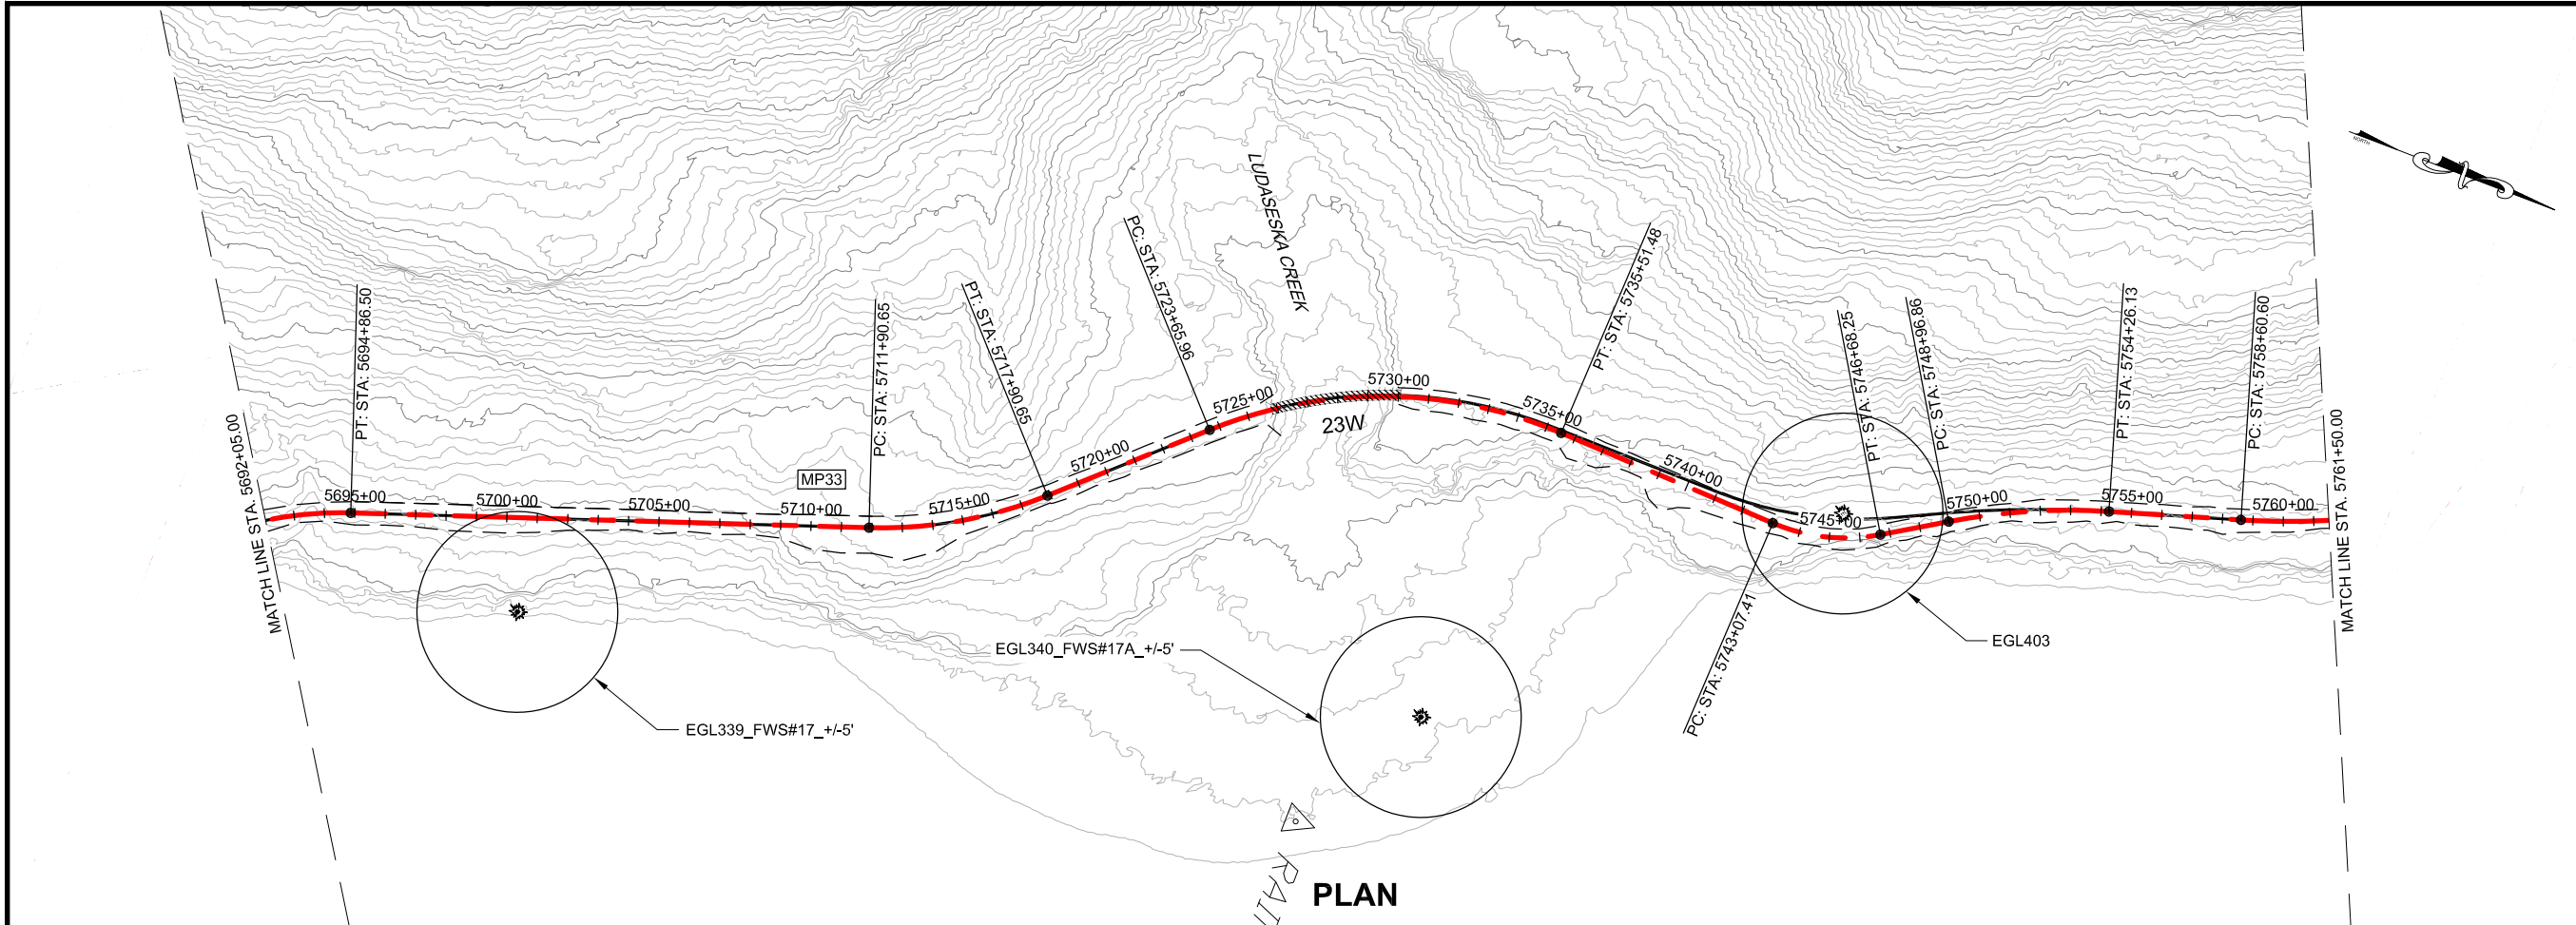 NORTH
LUDASESKA CREEK
PC: STA: 5723+65.96
PT: STA: 5735+51.48
PT: STA: 5694+86.50
PC: STA: 5711+90.65
PT: STA: 5717+90.65
PT: STA: 5746+68.25
PC: STA: 5748+96.86
PT: STA: 5754+26.13
PC: STA: 5758+60.60
MATCH LINE STA. 5692+05.00
5695+00
5700+00
5705+00
MP33
5710+00
5715+00
5720+00
5725+00
23W
5730+00
5735+00
5740+00
5745+00
5750+00
5755+00
5760+00
MATCH LINE STA. 5761+50.00
PC: STA: 5743+07.41
EGL403
EGL340_FWS#17A_+/-5'
EGL339_FWS#17_+/-5'
PLAN